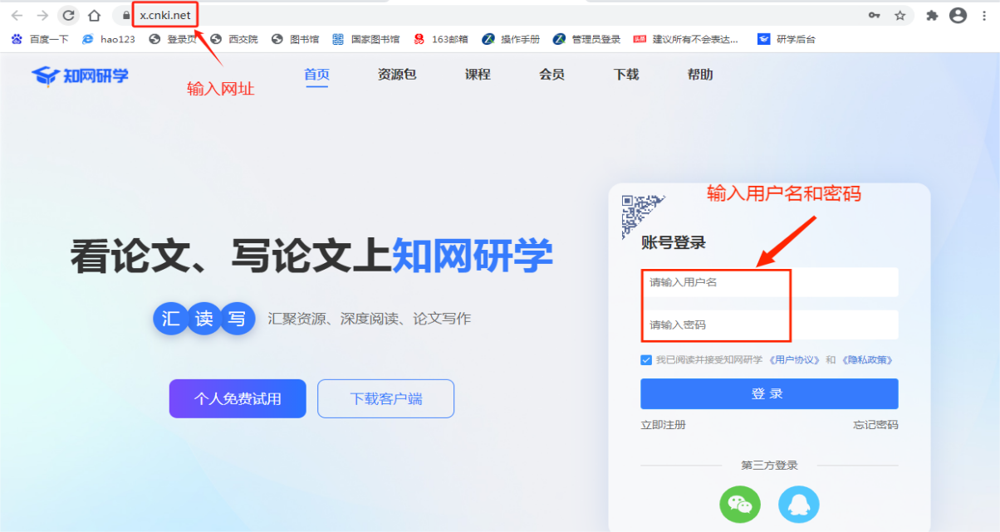 x.cnki.net
百度一下 hao123 登录页 西交院 图书馆 国家图书馆 163邮箱 操作手册 管理员登录 建议所有不会表达... 研学后台
知网研学 首页 资源包 课程 会员 下载 帮助
输入网址
输入用户名和密码
账号登录
看论文、写论文上知网研学
请输入用户名
汇 读 写 汇聚资源、深度阅读、论文写作
请输入密码
我已阅读并接受知网研学 《用户协议》 和 《隐私政策》
个人免费试用 下载客户端
登 录
立即注册 忘记密码
第三方登录